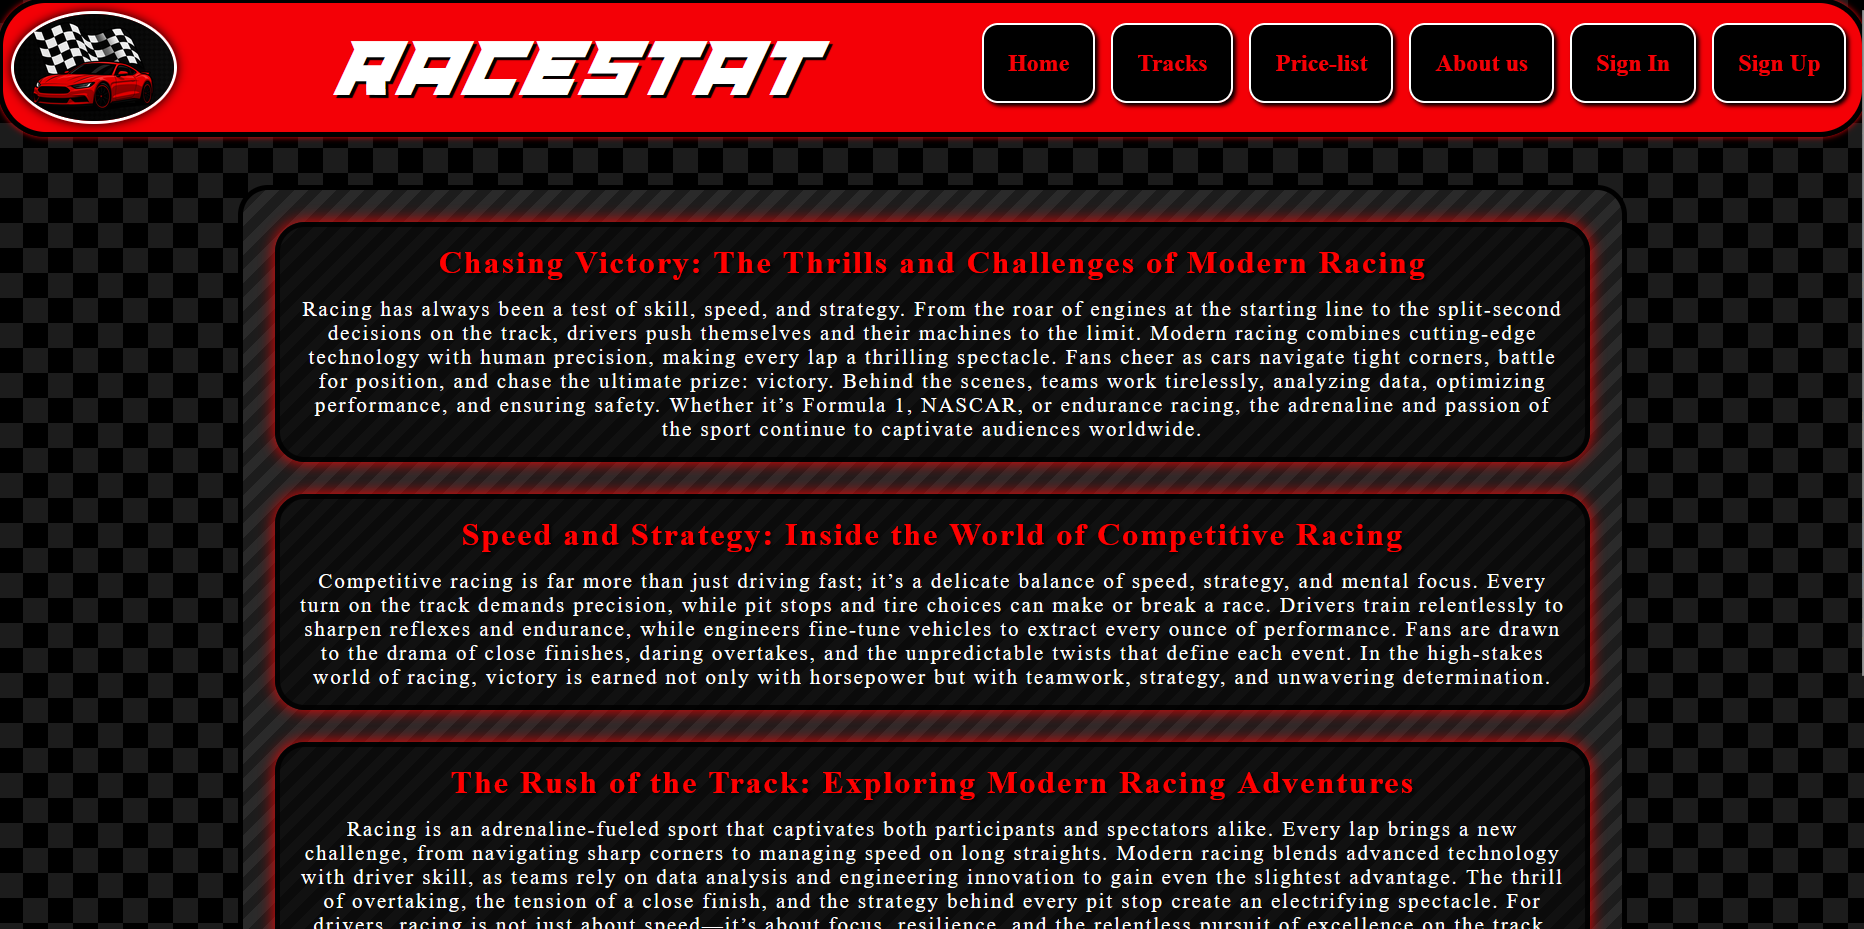 RACESTAT
Home
Tracks
Price-list
About us
Sign In
Sign Up
Chasing Victory: The Thrills and Challenges of Modern Racing
Racing has always been a test of skill, speed, and strategy. From the roar of engines at the starting line to the split-second
decisions on the track, drivers push themselves and their machines to the limit. Modern racing combines cutting-edge
technology with human precision, making every lap a thrilling spectacle. Fans cheer as cars navigate tight corners, battle
for position, and chase the ultimate prize: victory. Behind the scenes, teams work tirelessly, analyzing data, optimizing
performance, and ensuring safety. Whether it’s Formula 1, NASCAR, or endurance racing, the adrenaline and passion of
the sport continue to captivate audiences worldwide.
Speed and Strategy: Inside the World of Competitive Racing
Competitive racing is far more than just driving fast; it’s a delicate balance of speed, strategy, and mental focus. Every
turn on the track demands precision, while pit stops and tire choices can make or break a race. Drivers train relentlessly to
sharpen reflexes and endurance, while engineers fine-tune vehicles to extract every ounce of performance. Fans are drawn
to the drama of close finishes, daring overtakes, and the unpredictable twists that define each event. In the high-stakes
world of racing, victory is earned not only with horsepower but with teamwork, strategy, and unwavering determination.
The Rush of the Track: Exploring Modern Racing Adventures
Racing is an adrenaline-fueled sport that captivates both participants and spectators alike. Every lap brings a new
challenge, from navigating sharp corners to managing speed on long straights. Modern racing blends advanced technology
with driver skill, as teams rely on data analysis and engineering innovation to gain even the slightest advantage. The thrill
of overtaking, the tension of a close finish, and the strategy behind every pit stop create an electrifying spectacle. For
drivers, racing is not just about speed—it’s about focus, resilience, and the relentless pursuit of excellence on the track.